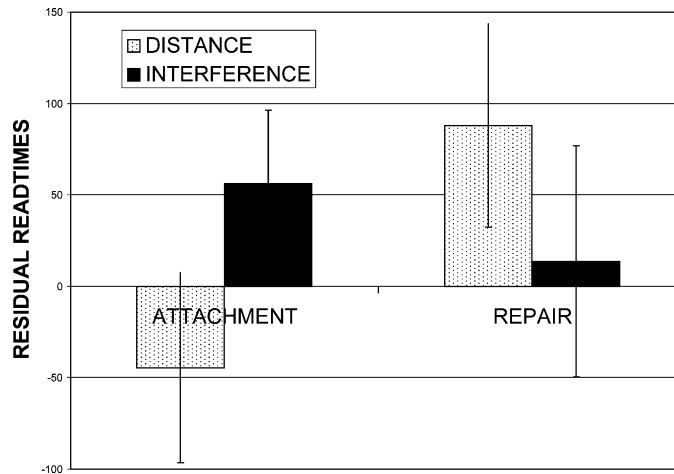 150
100
50
0
-50
-100
RESIDUAL READTIMES
DISTANCE
INTERFERENCE
ATTACHMENT
REPAIR